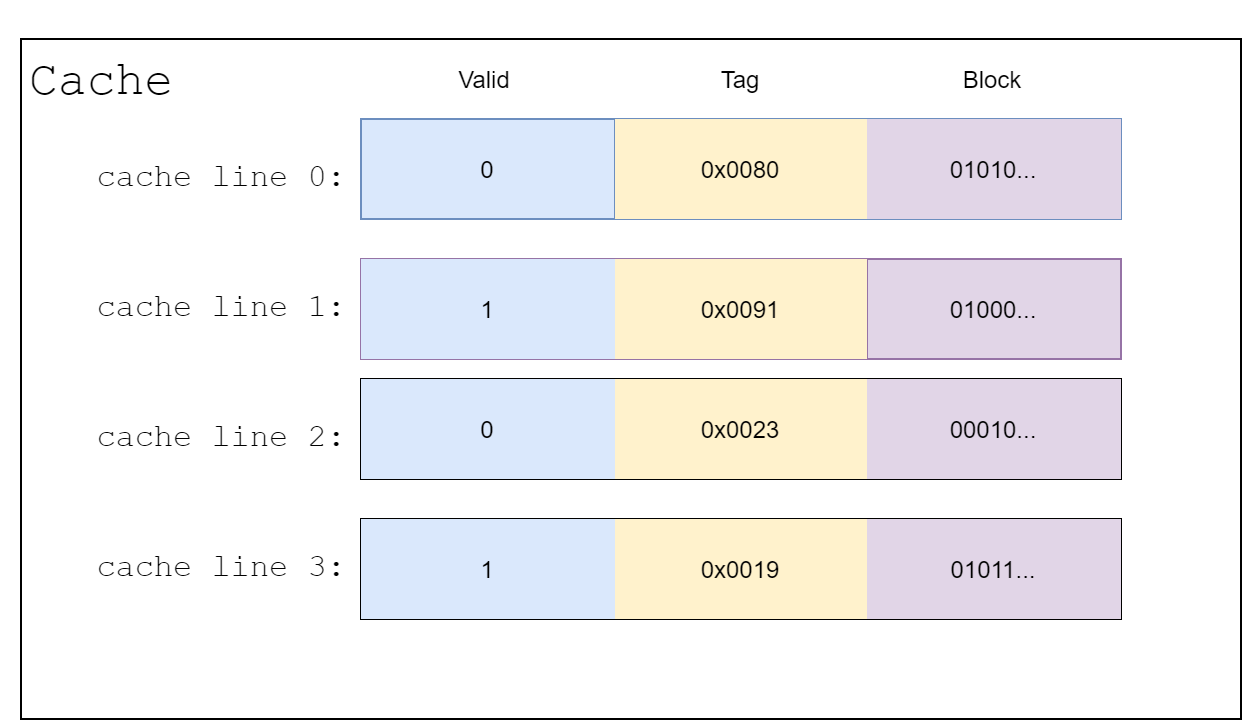 Cache Valid Tag Block
cache line 0: 0 0x0080 01010...
cache line 1: 1 0x0091 01000...
cache line 2: 0 0x0023 00010...
cache line 3: 1 0x0019 01011...